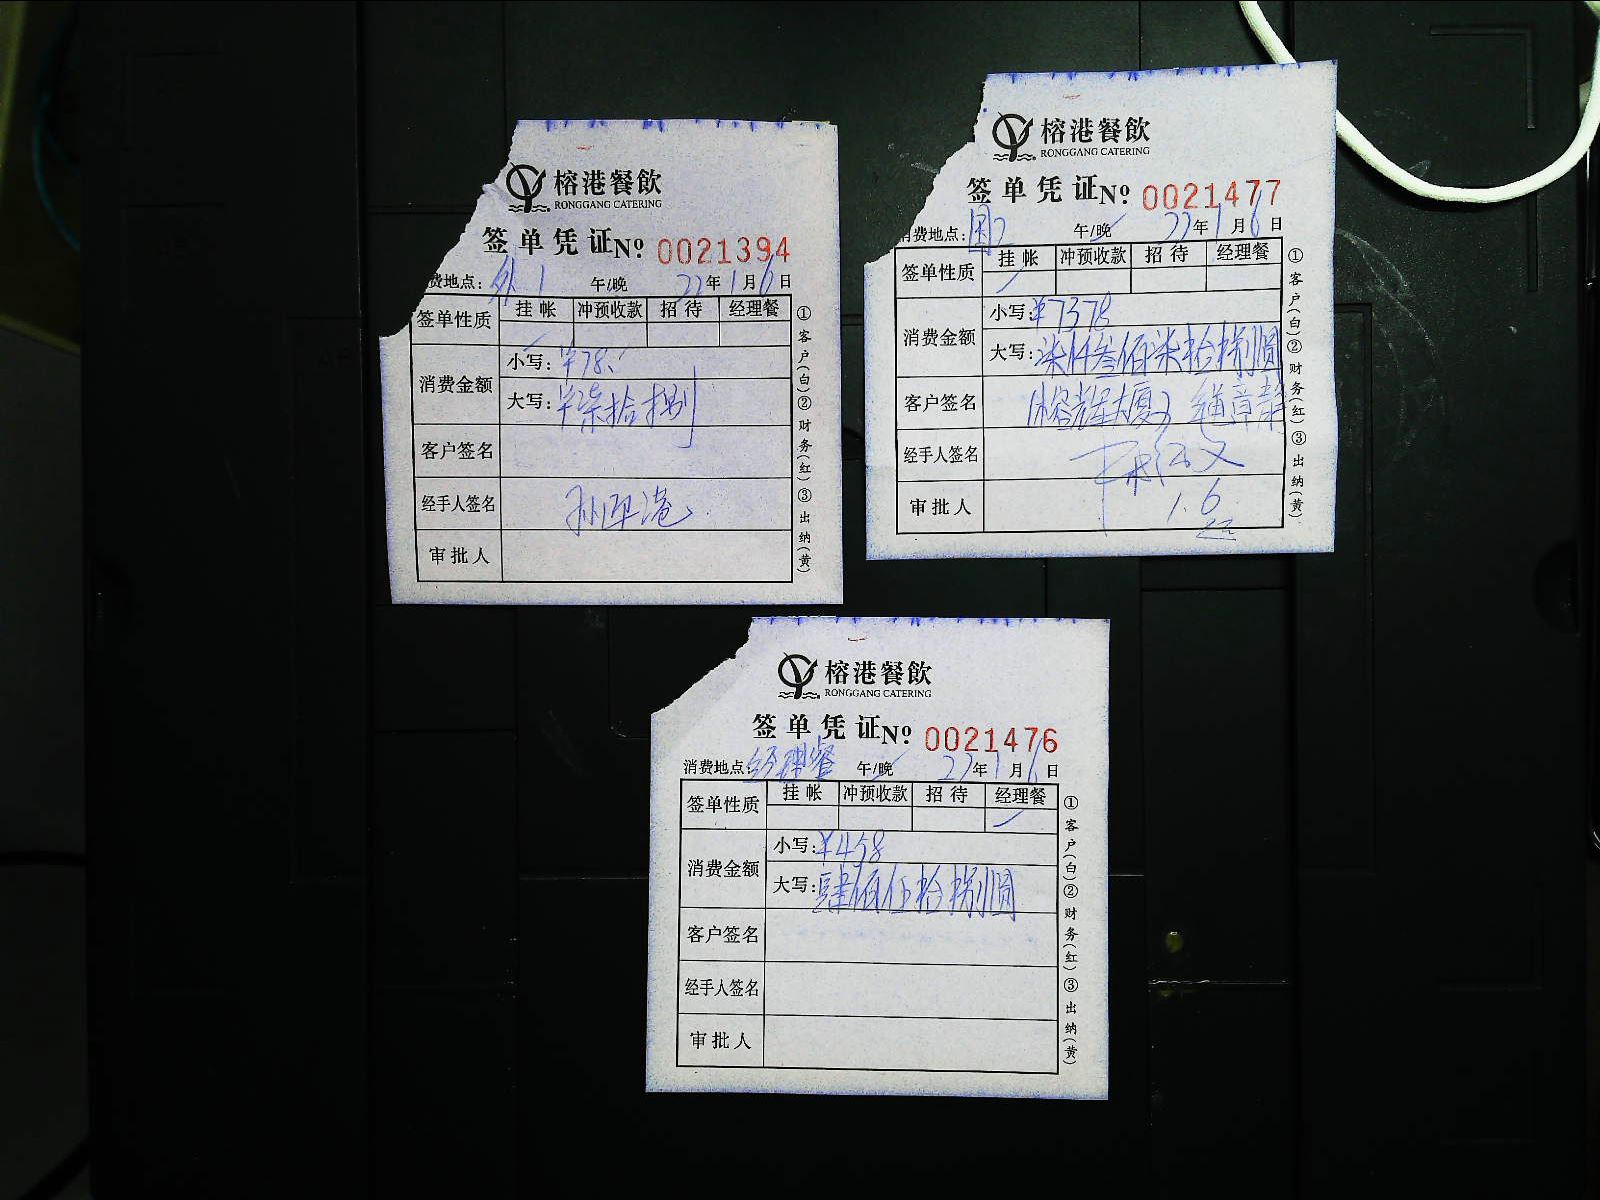 榕港餐飲
RONGGANG CATERING
签单凭证 Nº 0021394
费地点: 外1 午/晚 22年1月6日
签单性质 挂帐 冲预收款 招待 经理餐
消费金额 小写: ¥78.
大写: ¥柒拾捌
客户签名
经手人签名
审批人
①客户(白)②财务(红)③出纳(黄)
榕港餐飲
RONGGANG CATERING
签单凭证 Nº 0021477
消费地点: 午/晚 22年1月6日
签单性质 挂帐 冲预收款 招待 经理餐
消费金额 小写: ¥7378
大写: 柒仟叁佰柒拾捌圆
客户签名
经手人签名
审批人 1.6
①客户(白)②财务(红)③出纳(黄)
榕港餐飲
RONGGANG CATERING
签单凭证 Nº 0021476
消费地点: 经理餐 午/晚 22年1月6日
签单性质 挂帐 冲预收款 招待 经理餐
消费金额 小写: ¥458
大写: 肆佰伍拾捌圆
客户签名
经手人签名
审批人
①客户(白)②财务(红)③出纳(黄)